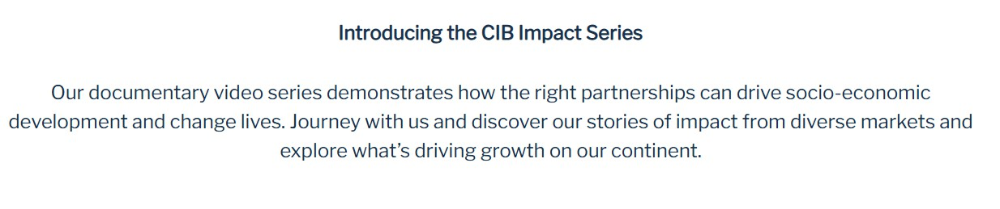 Introducing the CIB Impact Series
Our documentary video series demonstrates how the right partnerships can drive socio-economic
development and change lives. Journey with us and discover our stories of impact from diverse markets and
explore what’s driving growth on our continent.